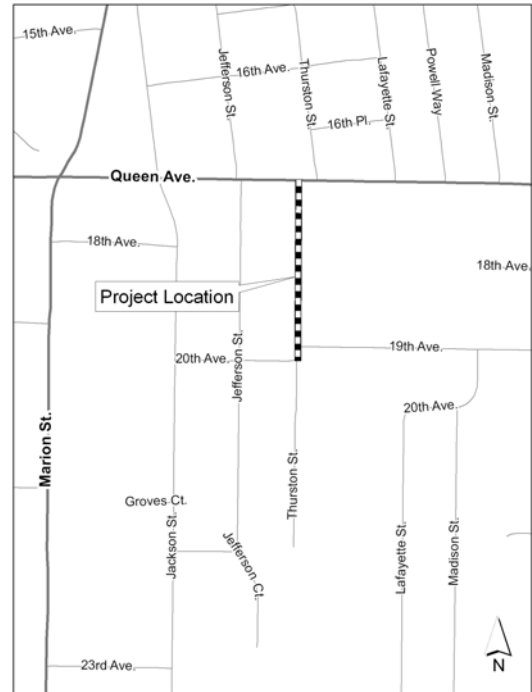 15th Ave.
Jefferson St.
16th Ave.
Thurston St.
Lafayette St.
Powell Way
Madison St.
16th Pl.
Queen Ave.
18th Ave.
18th Ave.
Project Location
Jefferson St.
20th Ave.
19th Ave.
20th Ave.
Marion St.
Groves Ct.
Jackson St.
Thurston St.
Jefferson Ct.
Lafayette St.
Madison St.
23rd Ave.
N